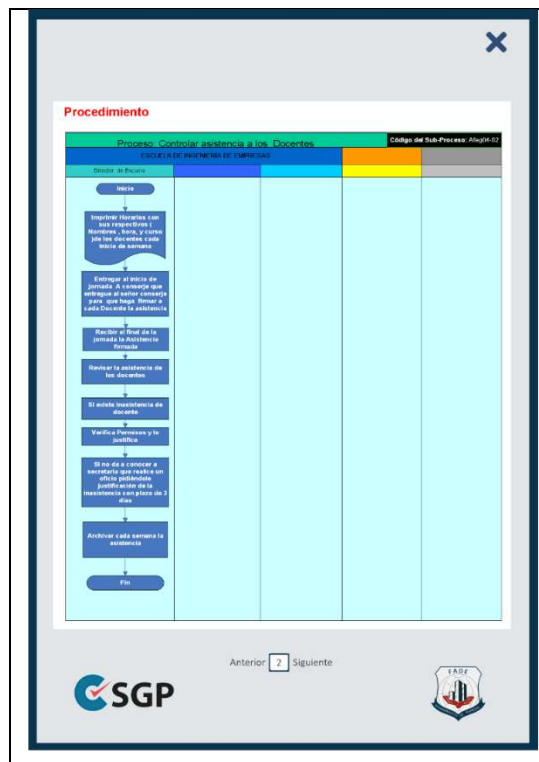 Procedimiento
Proceso: Controlar asistencia a los Docentes
Código del Sub-Proceso:
ESCUELA DE INGENIERÍA DE EMPRESAS
Director de Escuela
Inicio
Imprimir Horarios con
sus respectivos (
Nombres , hora, y curso
)de los docentes cada
inicio de semana
Entregar al inicio de
jornada A conserje que
entregue al señor conserje
para que haga firmar a
cada Docente la asistencia
Recibir el final de la
jornada la Asistencia
firmada
Revisar la asistencia de
los docentes
Si existe inasistencia de
docente
Verifica Permisos y lo
justifica
Si no da a conocer a
secretaria que realice un
oficio pidiéndole
justificación de la
inasistencia con plazo de 3
días
Archivar cada semana la
asistencia
Fin
Anterior 2 Siguiente
SGP
EADE